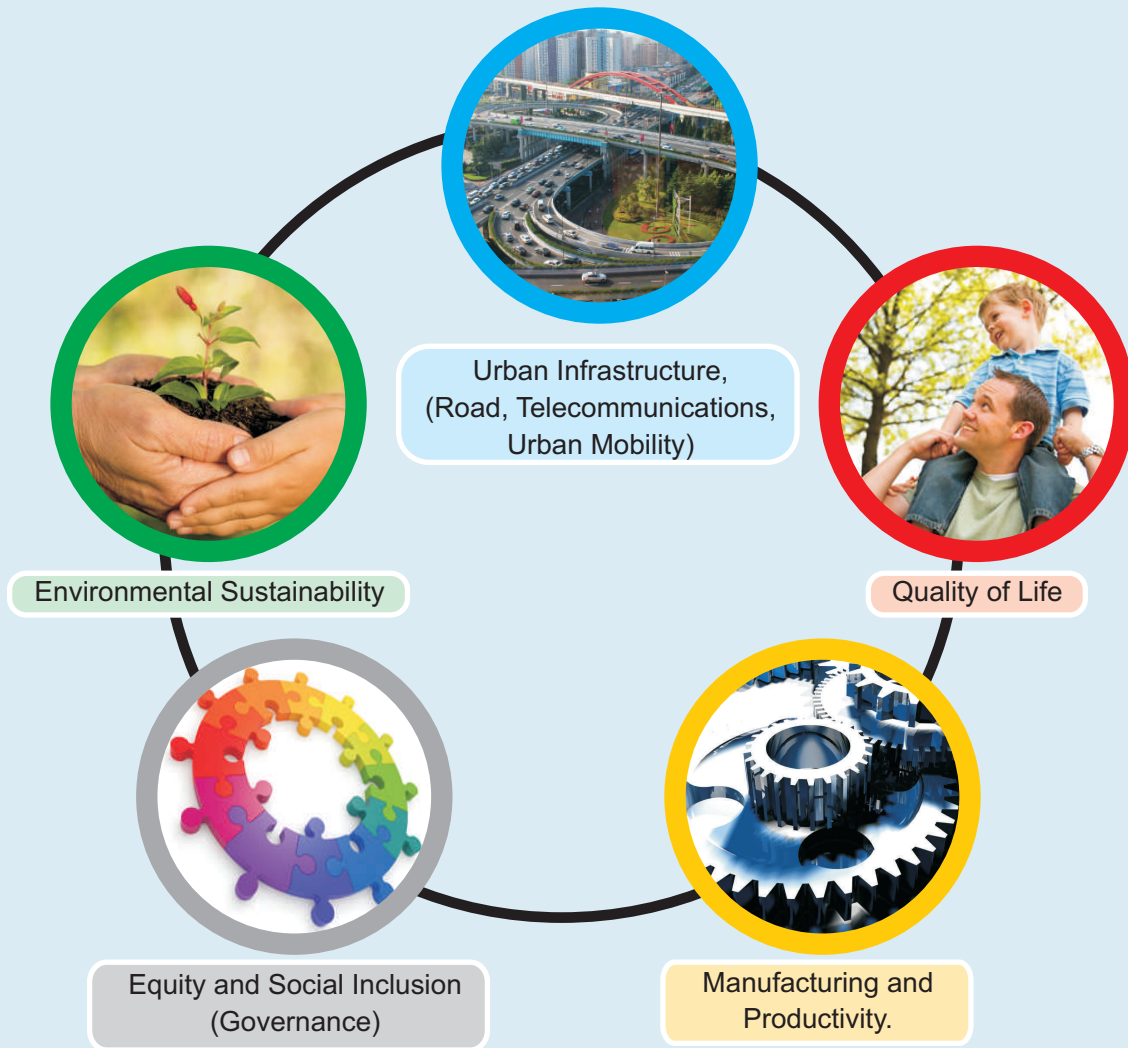 Urban Infrastructure,
(Road, Telecommunications,
Urban Mobility)
Environmental Sustainability
Quality of Life
Equity and Social Inclusion
(Governance)
Manufacturing and
Productivity.